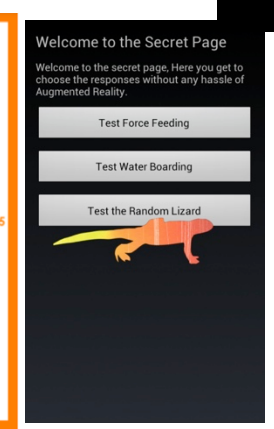 Welcome to the Secret Page
Welcome to the secret page, Here you get to
choose the responses without any hassle of
Augmented Reality.
Test Force Feeding
Test Water Boarding
Test the Random Lizard